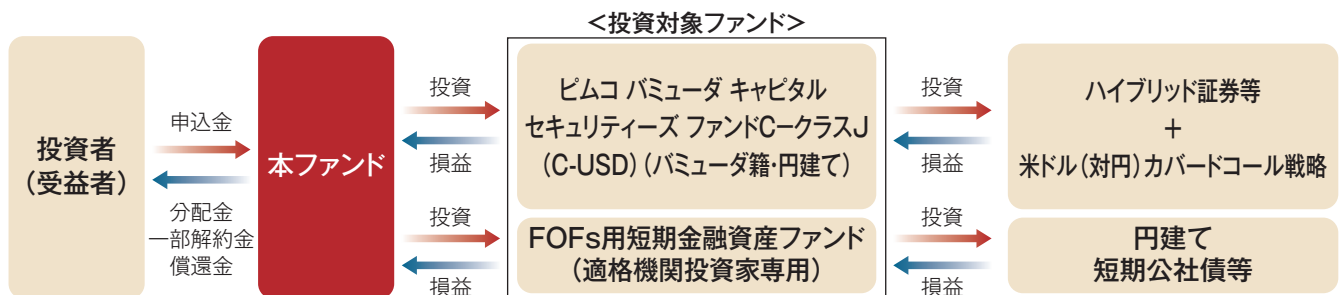 ＜投資対象ファンド＞
投資者
（受益者）
申込金
分配金
一部解約金
償還金
本ファンド
投資
損益
ピムコ バミューダ キャピタル
セキュリティーズ ファンドC－クラスJ
（C-USD）（バミューダ籍・円建て）
投資
損益
ハイブリッド証券等
＋
米ドル（対円）カバードコール戦略
投資
損益
FOFs用短期金融資産ファンド
（適格機関投資家専用）
投資
損益
円建て
短期公社債等